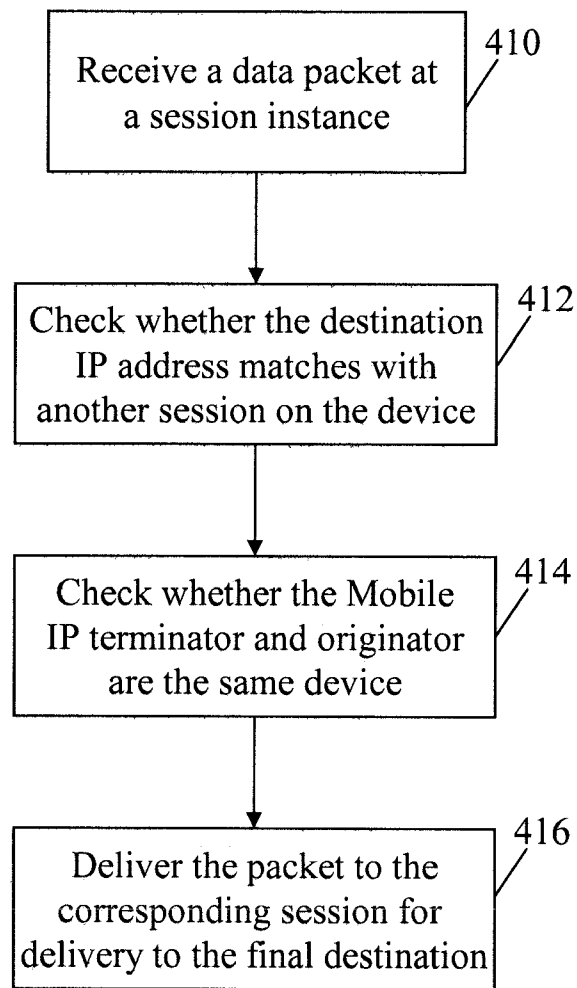 410
Receive a data packet at
a session instance
412
Check whether the destination
IP address matches with
another session on the device
414
Check whether the Mobile
IP terminator and originator
are the same device
416
Deliver the packet to the
corresponding session for
delivery to the final destination